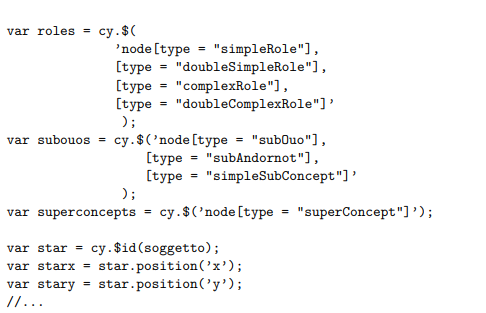 var roles = cy.$(
’node[type = "simpleRole"],
[type = "doubleSimpleRole"],
[type = "complexRole"],
[type = "doubleComplexRole"]’
);
var subouos = cy.$(’node[type = "subOuo"],
[type = "subAndornot"],
[type = "simpleSubConcept"]’
);
var superconcepts = cy.$(’node[type = "superConcept"]’);
var star = cy.$id(soggetto);
var starx = star.position(’x’);
var stary = star.position(’y’);
//...